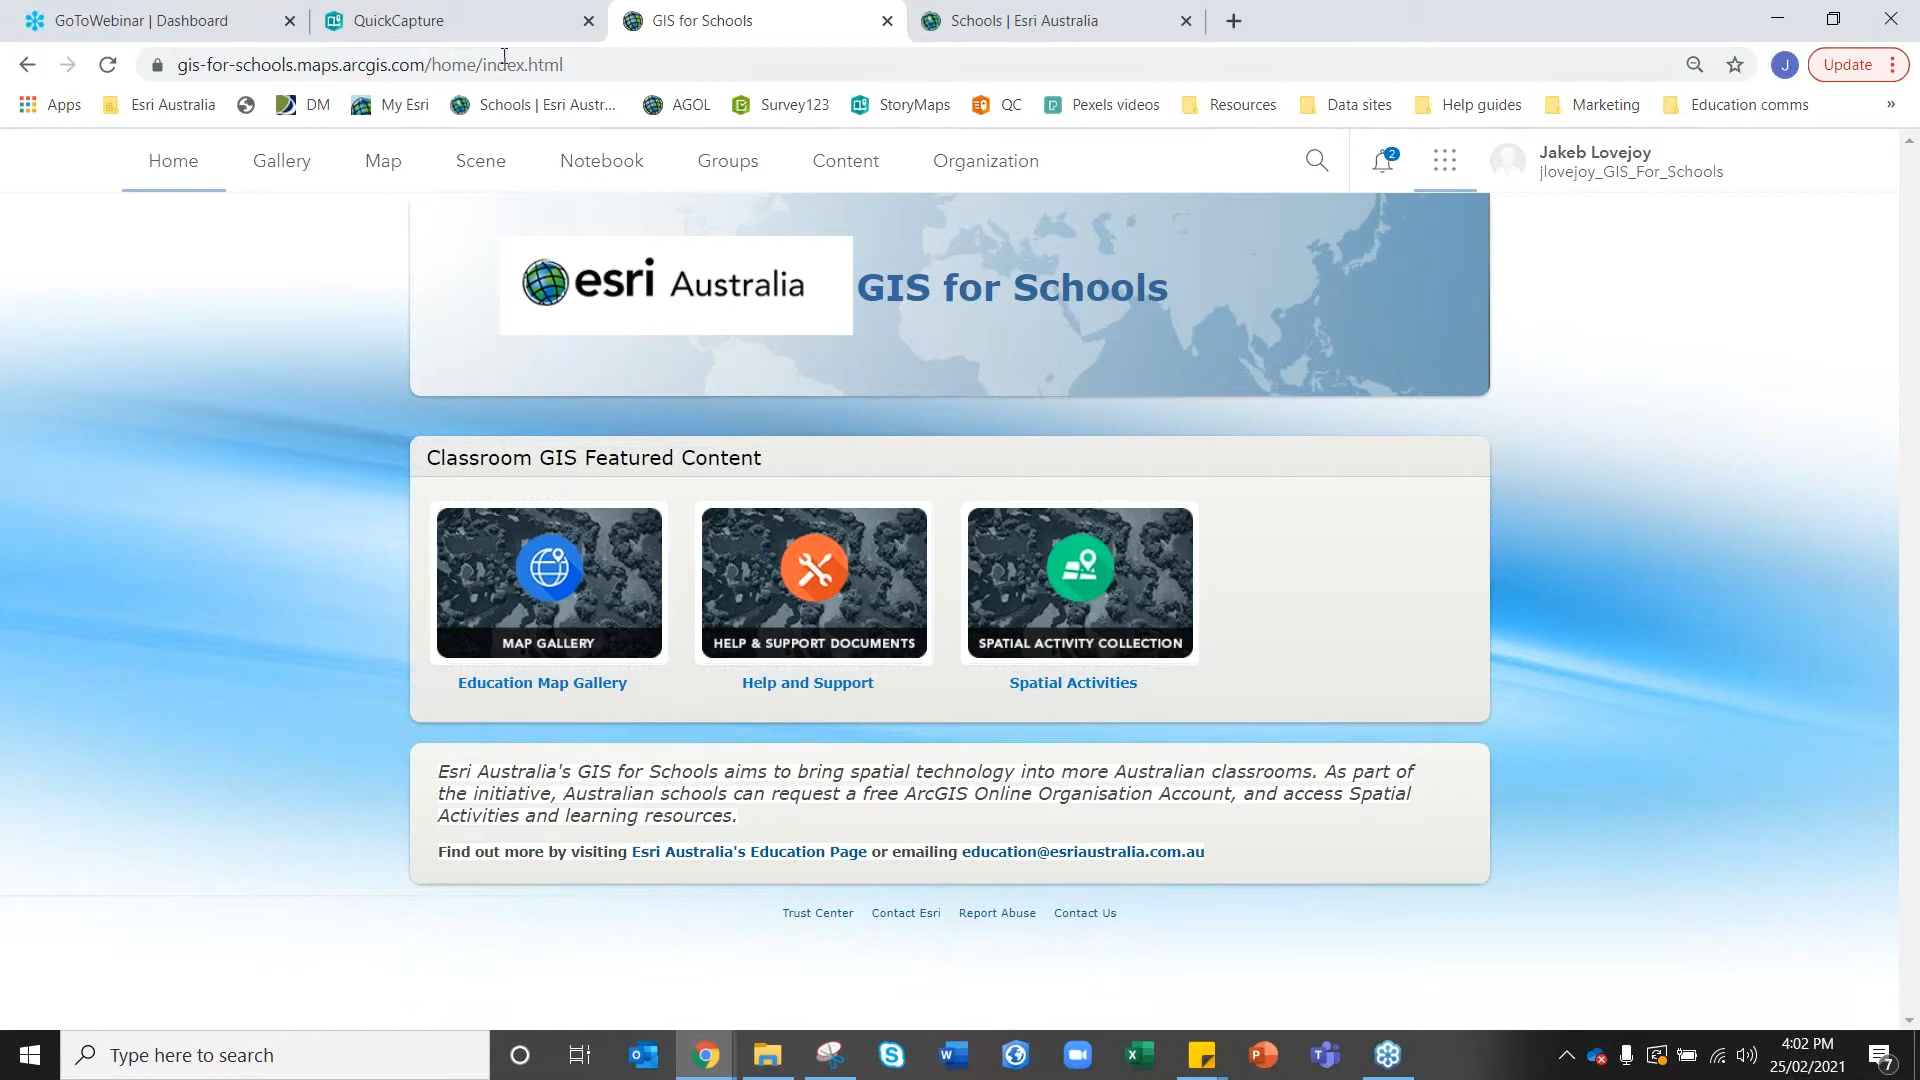 GoToWebinar | Dashboard
QuickCapture
GIS for Schools
Schools | Esri Australia
gis-for-schools.maps.arcgis.com/home/index.html
J
Update
Apps
Esri Australia
DM
My Esri
Schools | Esri Austr...
AGOL
Survey123
StoryMaps
QC
Pexels videos
Resources
Data sites
Help guides
Marketing
Education comms
»
Home
Gallery
Map
Scene
Notebook
Groups
Content
Organization
2
Jakeb Lovejoy
jlovejoy_GIS_For_Schools
esri Australia
GIS for Schools
Classroom GIS Featured Content
MAP GALLERY
HELP & SUPPORT DOCUMENTS
SPATIAL ACTIVITY COLLECTION
Education Map Gallery
Help and Support
Spatial Activities
Esri Australia's GIS for Schools aims to bring spatial technology into more Australian classrooms. As part of
the initiative, Australian schools can request a free ArcGIS Online Organisation Account, and access Spatial
Activities and learning resources.
Find out more by visiting Esri Australia's Education Page or emailing education@esriaustralia.com.au
Trust Center
Contact Esri
Report Abuse
Contact Us
Type here to search
4:02 PM
25/02/2021
7